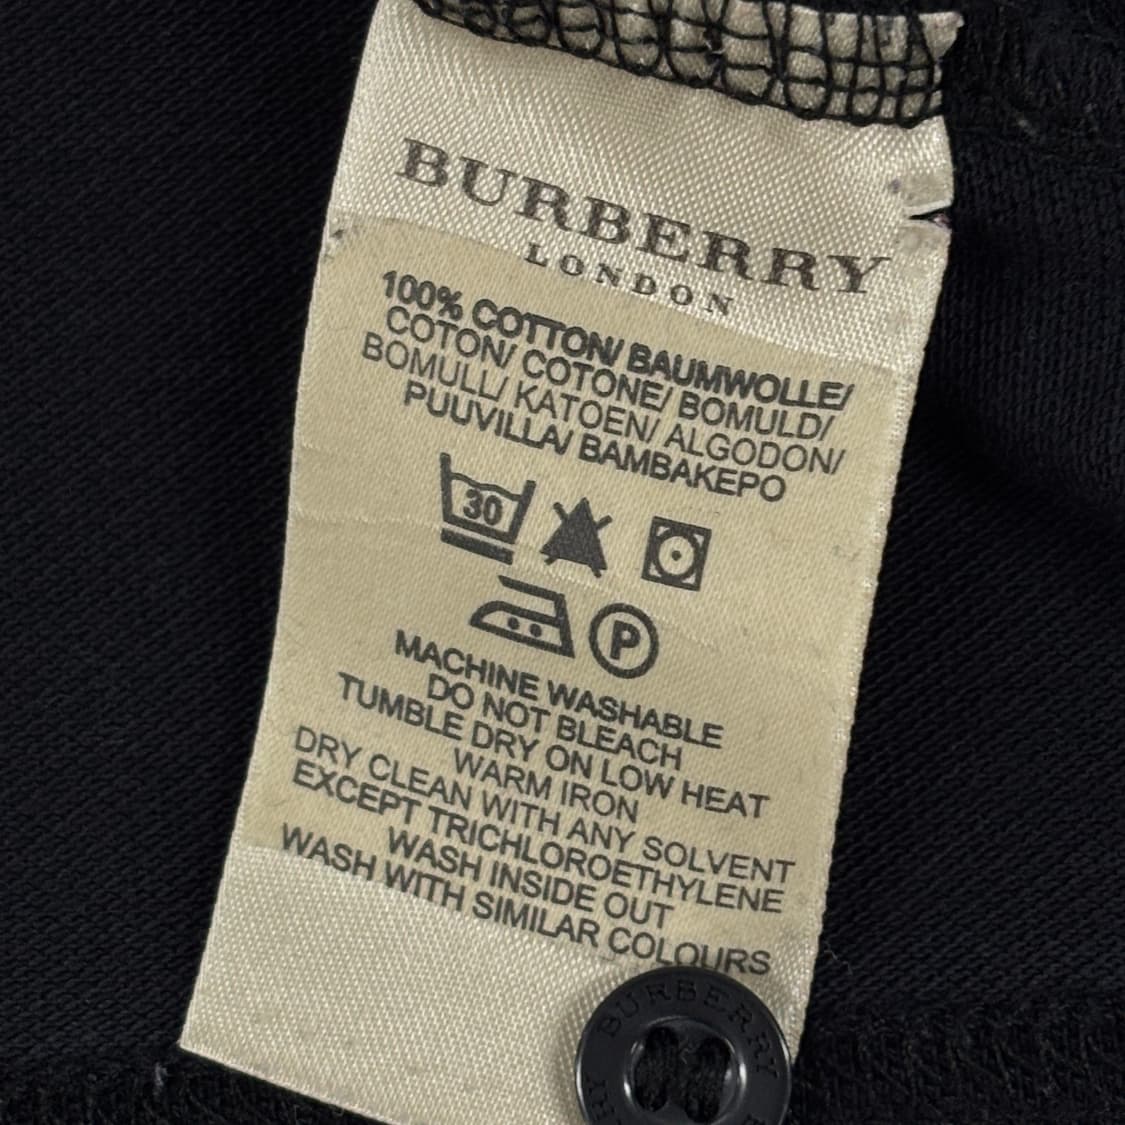 BURBERRY
LONDON
100% COTTON/ BAUMWOLLE/
COTON/ COTONE/ BOMULD/
BOMULL/ KATOEN/ ALGODON/
PUUVILLA/ BAMBAKEPO
30
P
MACHINE WASHABLE
DO NOT BLEACH
TUMBLE DRY ON LOW HEAT
WARM IRON
DRY CLEAN WITH ANY SOLVENT
EXCEPT TRICHLOROETHYLENE
WASH INSIDE OUT
WASH WITH SIMILAR COLOURS
BURBERRY